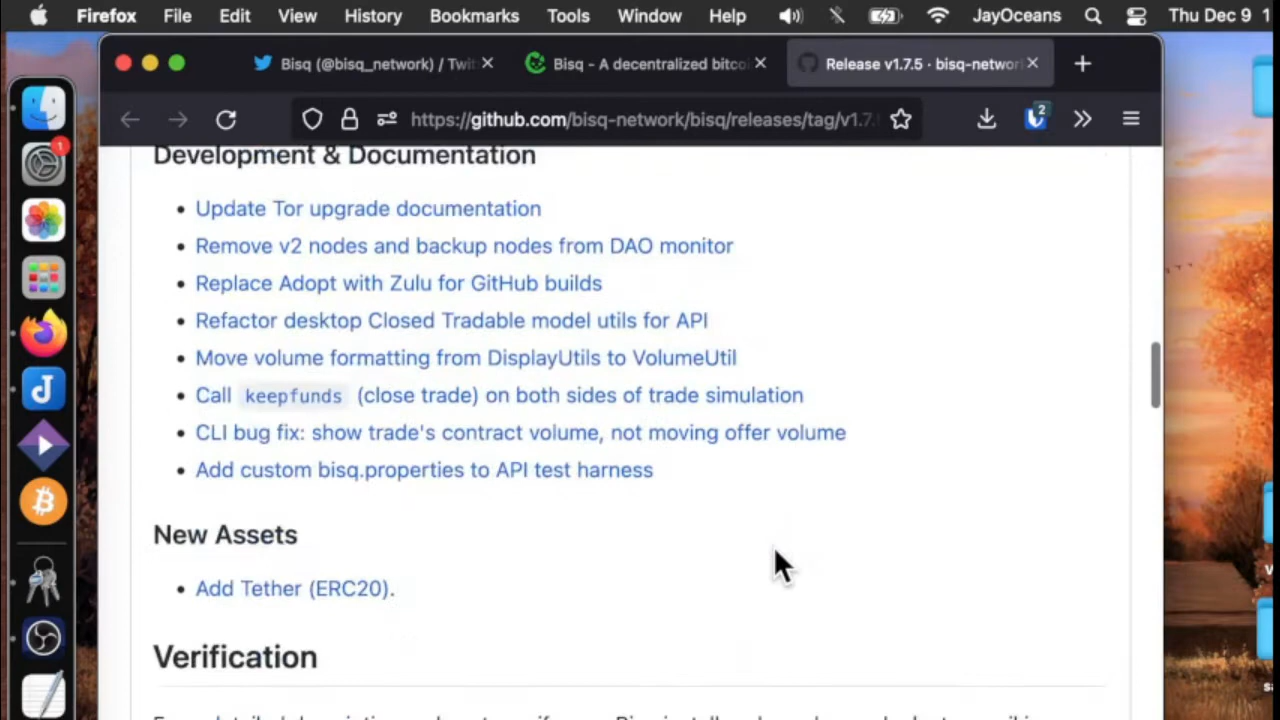 Firefox File Edit View History Bookmarks Tools Window Help JayOceans Thu Dec 9 1
Bisq (@bisq_network) / Twit
Bisq - A decentralized bitco
Release v1.7.5 · bisq-networ
2
https://github.com/bisq-network/bisq/releases/tag/v1.7.
1
Development & Documentation
Update Tor upgrade documentation
Remove v2 nodes and backup nodes from DAO monitor
Replace Adopt with Zulu for GitHub builds
Refactor desktop Closed Tradable model utils for API
Move volume formatting from DisplayUtils to VolumeUtil
Call keepfunds (close trade) on both sides of trade simulation
CLI bug fix: show trade's contract volume, not moving offer volume
Add custom bisq.properties to API test harness
New Assets
Add Tether (ERC20).
Verification